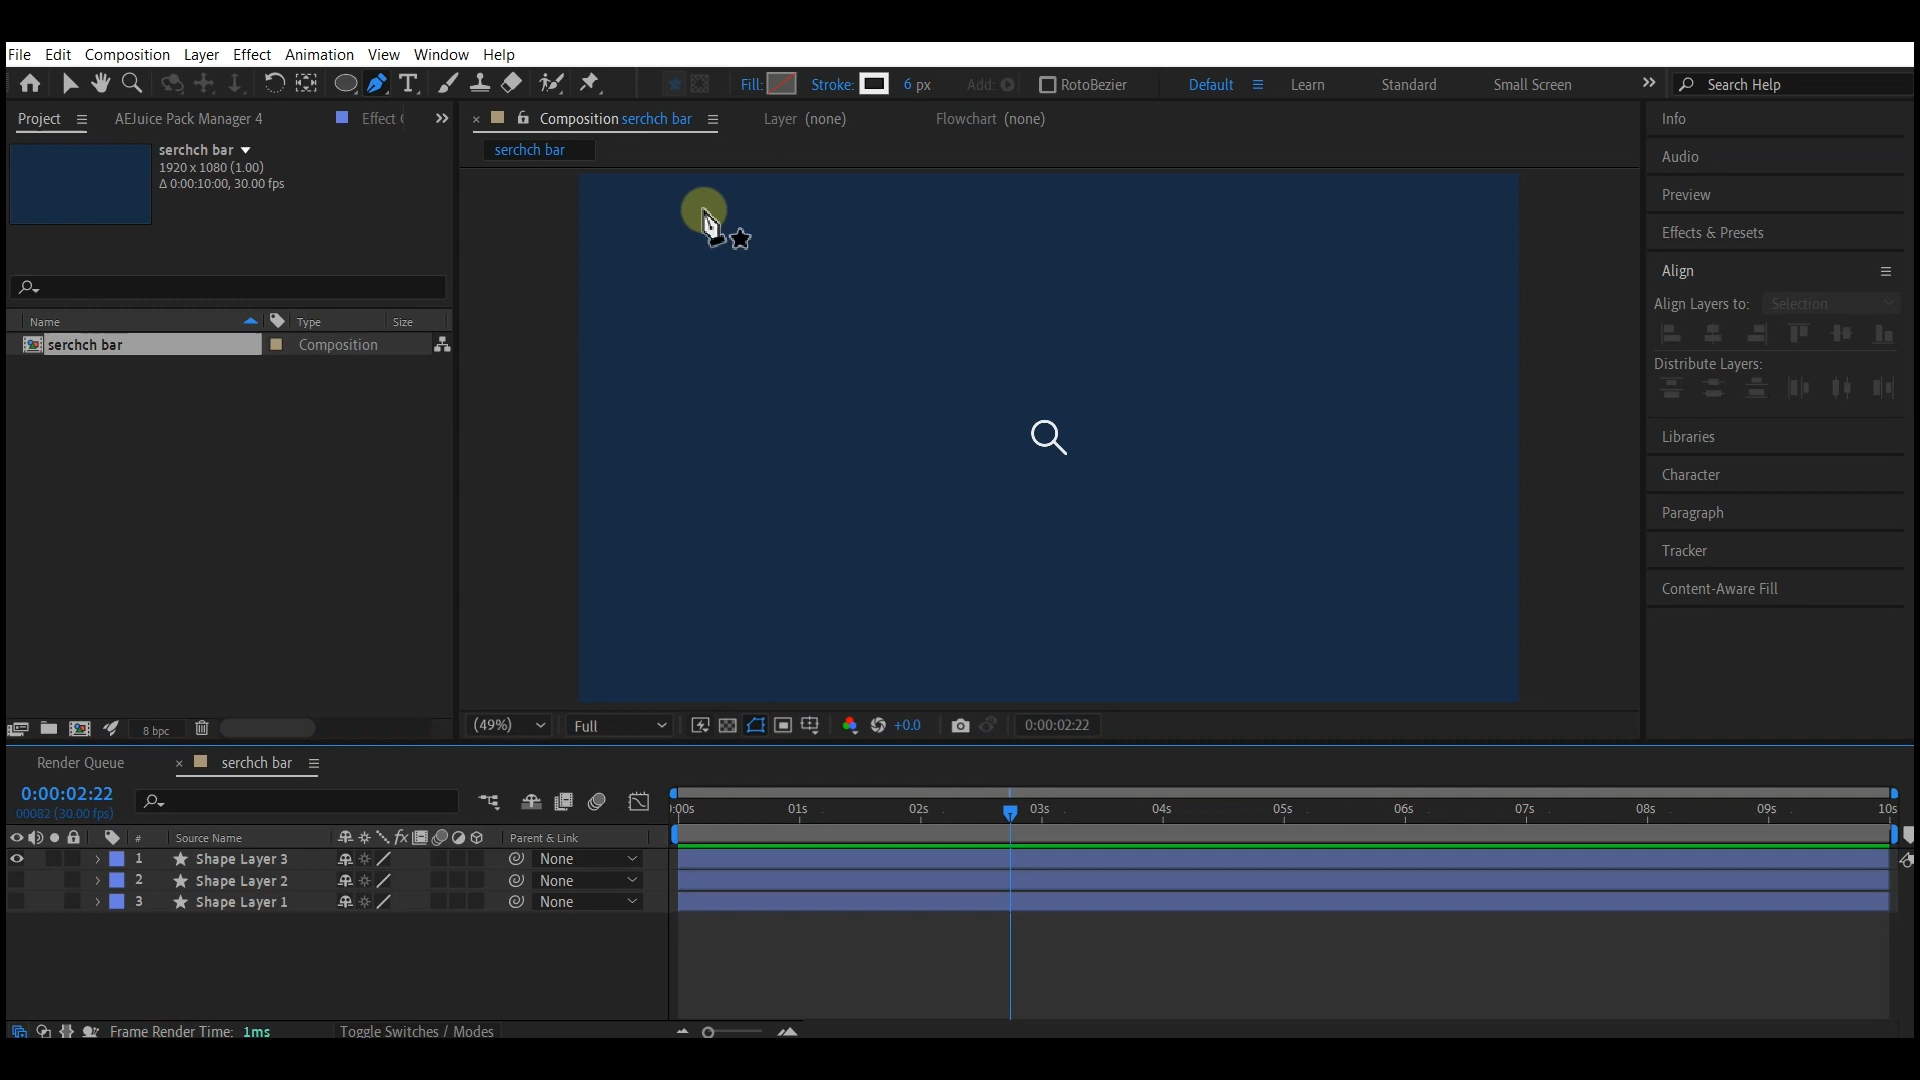 File Edit Composition Layer Effect Animation View Window Help
Fill: Stroke: 6 px Add: RotoBezier Default Learn Standard Small Screen Search Help
Project AEJuice Pack Manager 4 Effect Composition serchch bar Layer (none) Flowchart (none) Info
serchch bar
serchch bar
1920 x 1080 (1.00)
Δ 0:00:10:00, 30.00 fps
Audio
Preview
Effects & Presets
Align
Align Layers to: Selection
Distribute Layers:
Name Type Size
serchch bar Composition
Libraries
Character
Paragraph
Tracker
Content-Aware Fill
8 bpc (49%) Full +0.0 0:00:02:22
Render Queue serchch bar
0:00:02:22
00082 (30.00 fps)
:00s 01s 02s 03s 04s 05s 06s 07s 08s 09s 10s
# Source Name Parent & Link
1 Shape Layer 3 None
2 Shape Layer 2 None
3 Shape Layer 1 None
Frame Render Time: 1ms Toggle Switches / Modes